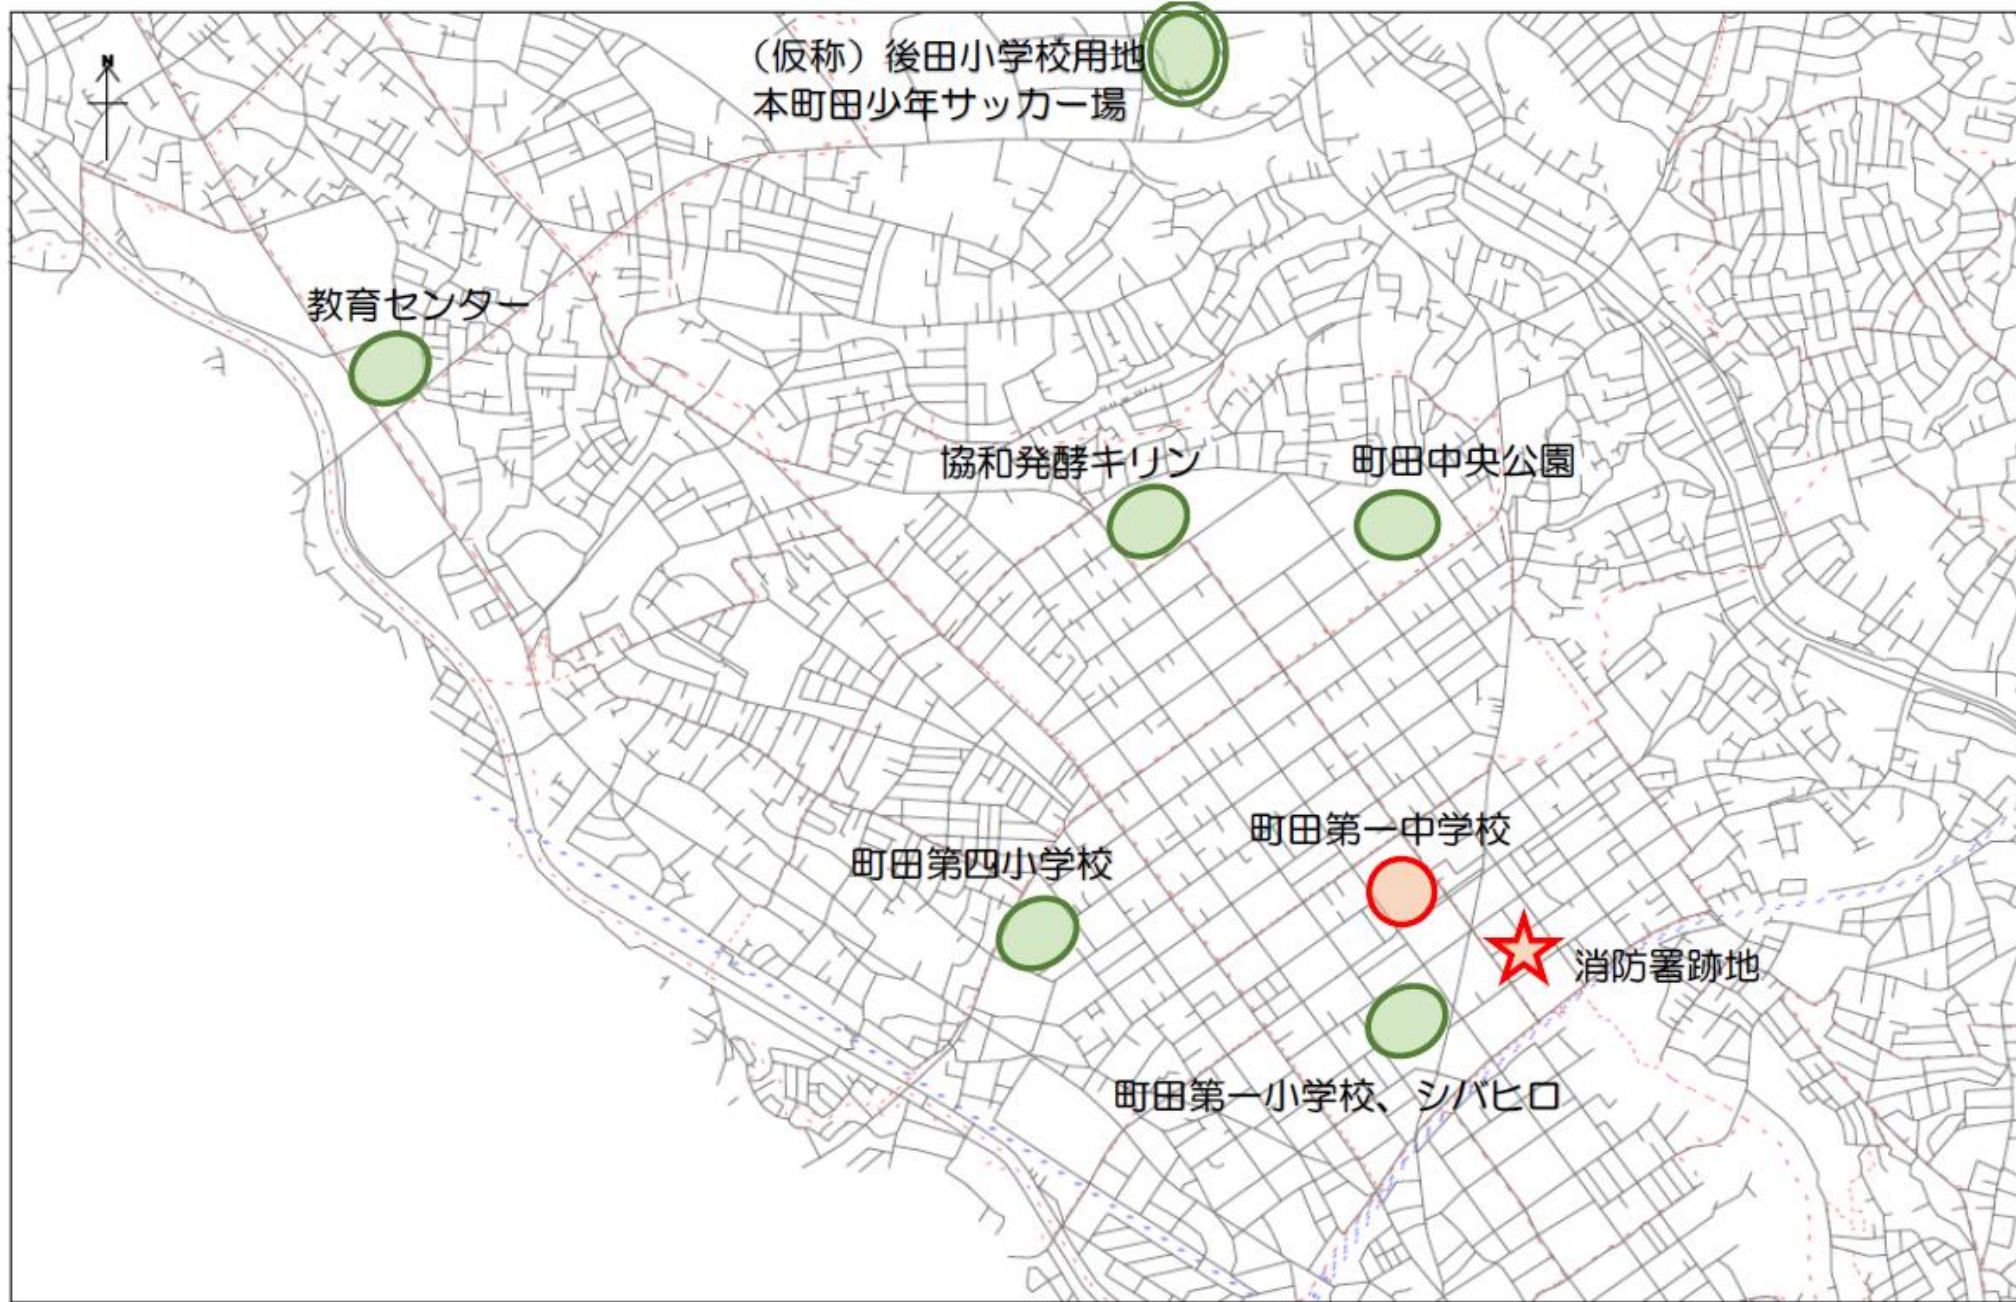 N
（仮称）後田小学校用地
本町田少年サッカー場
教育センター
協和発酵キリン
町田中央公園
町田第一中学校
町田第四小学校
消防署跡地
町田第一小学校、シバヒロ